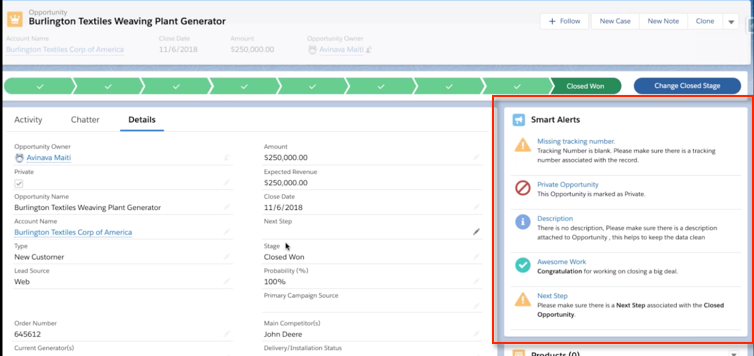 Opportunity
Burlington Textiles Weaving Plant Generator
+ Follow
New Case
New Note
Clone
Account Name
Close Date
Amount
Opportunity Owner
Burlington Textiles Corp of America
11/6/2018
$250,000.00
Avinava Maiti
Closed Won
Change Closed Stage
Activity
Chatter
Details
Opportunity Owner
Avinava Maiti
Private
Opportunity Name
Burlington Textiles Weaving Plant Generator
Account Name
Burlington Textiles Corp of America
Type
New Customer
Lead Source
Web
Order Number
645612
Current Generator(s)
Amount
$250,000.00
Expected Revenue
$250,000.00
Close Date
11/6/2018
Next Step
Stage
Closed Won
Probability (%)
100%
Primary Campaign Source
Main Competitor(s)
John Deere
Delivery/Installation Status
Smart Alerts
Missing tracking number.
Tracking Number is blank. Please make sure there is a tracking
number associated with the record.
Private Opportunity
This Opportunity is marked as Private.
Description
There is no description, Please make sure there is a description
attached to Opportunity , this helps to keep the data clean
Awesome Work
Congratulation for working on closing a big deal.
Next Step
Please make sure there is a Next Step associated with the Closed
Opportunity.
Products (0)